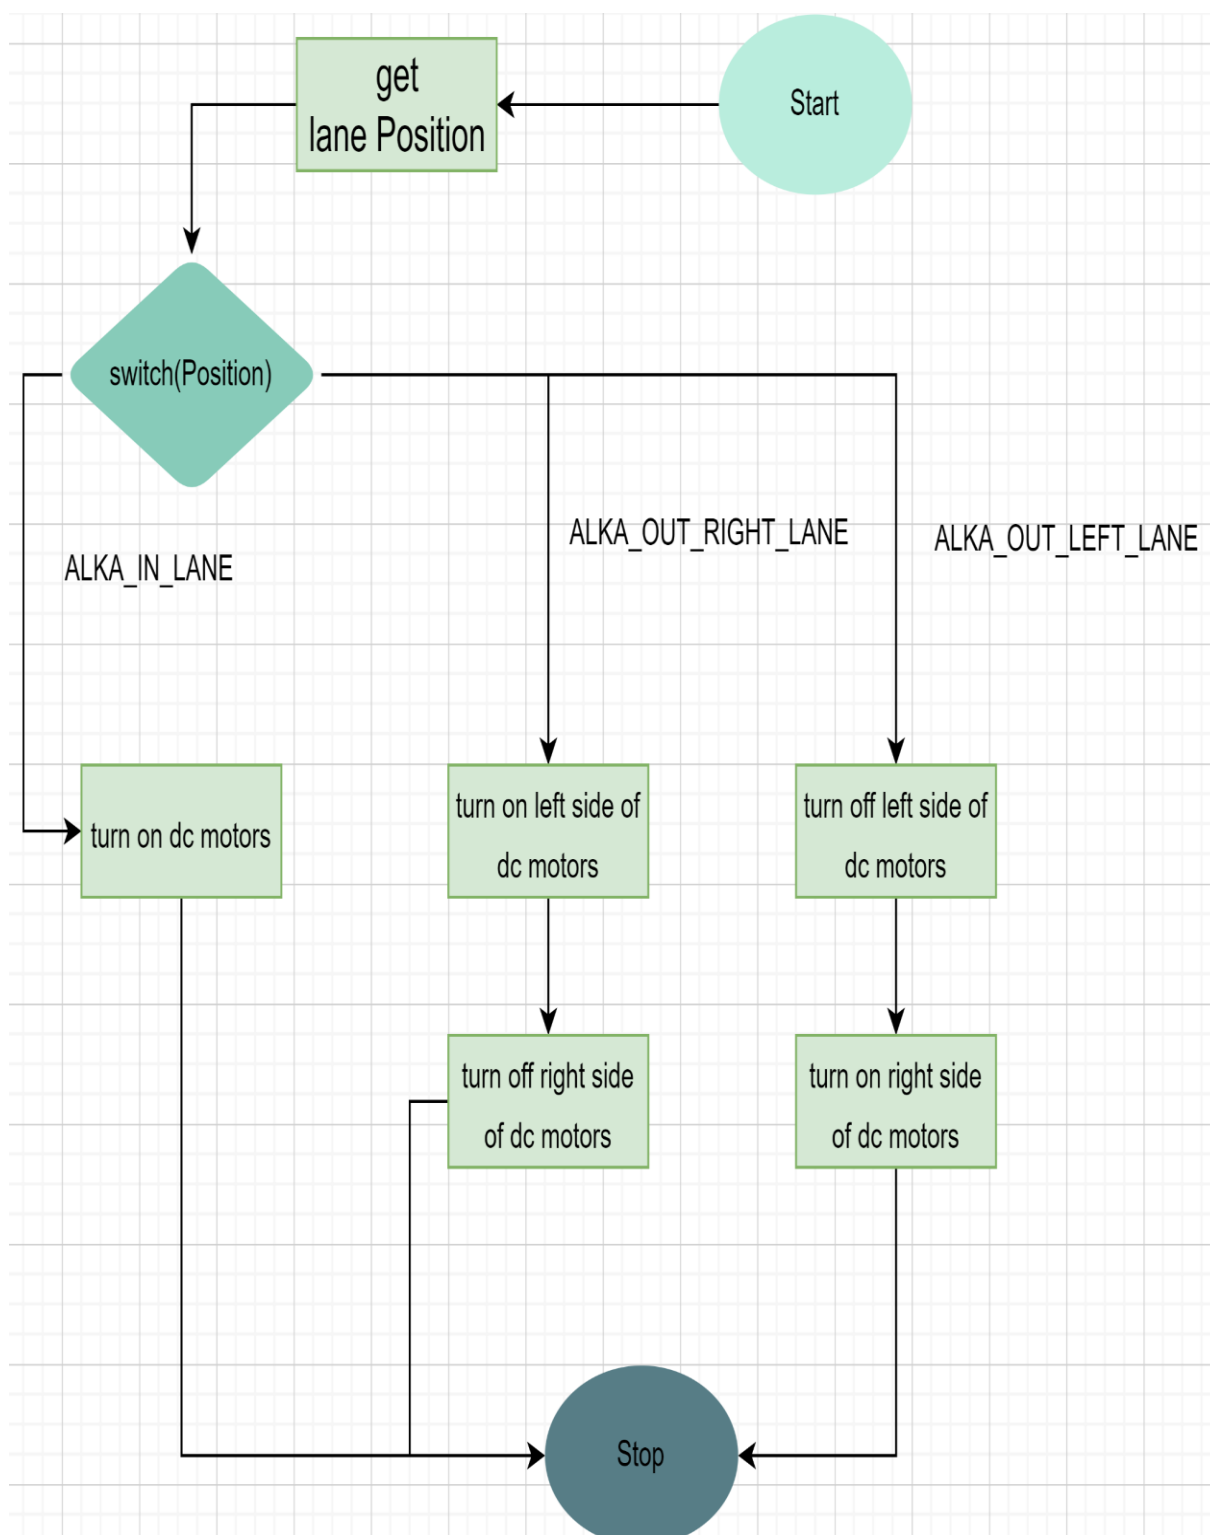 Start
get
lane Position
switch(Position)
ALKA_IN_LANE
ALKA_OUT_RIGHT_LANE
ALKA_OUT_LEFT_LANE
turn on dc motors
turn on left side of
dc motors
turn off left side of
dc motors
turn off right side
of dc motors
turn on right side
of dc motors
Stop